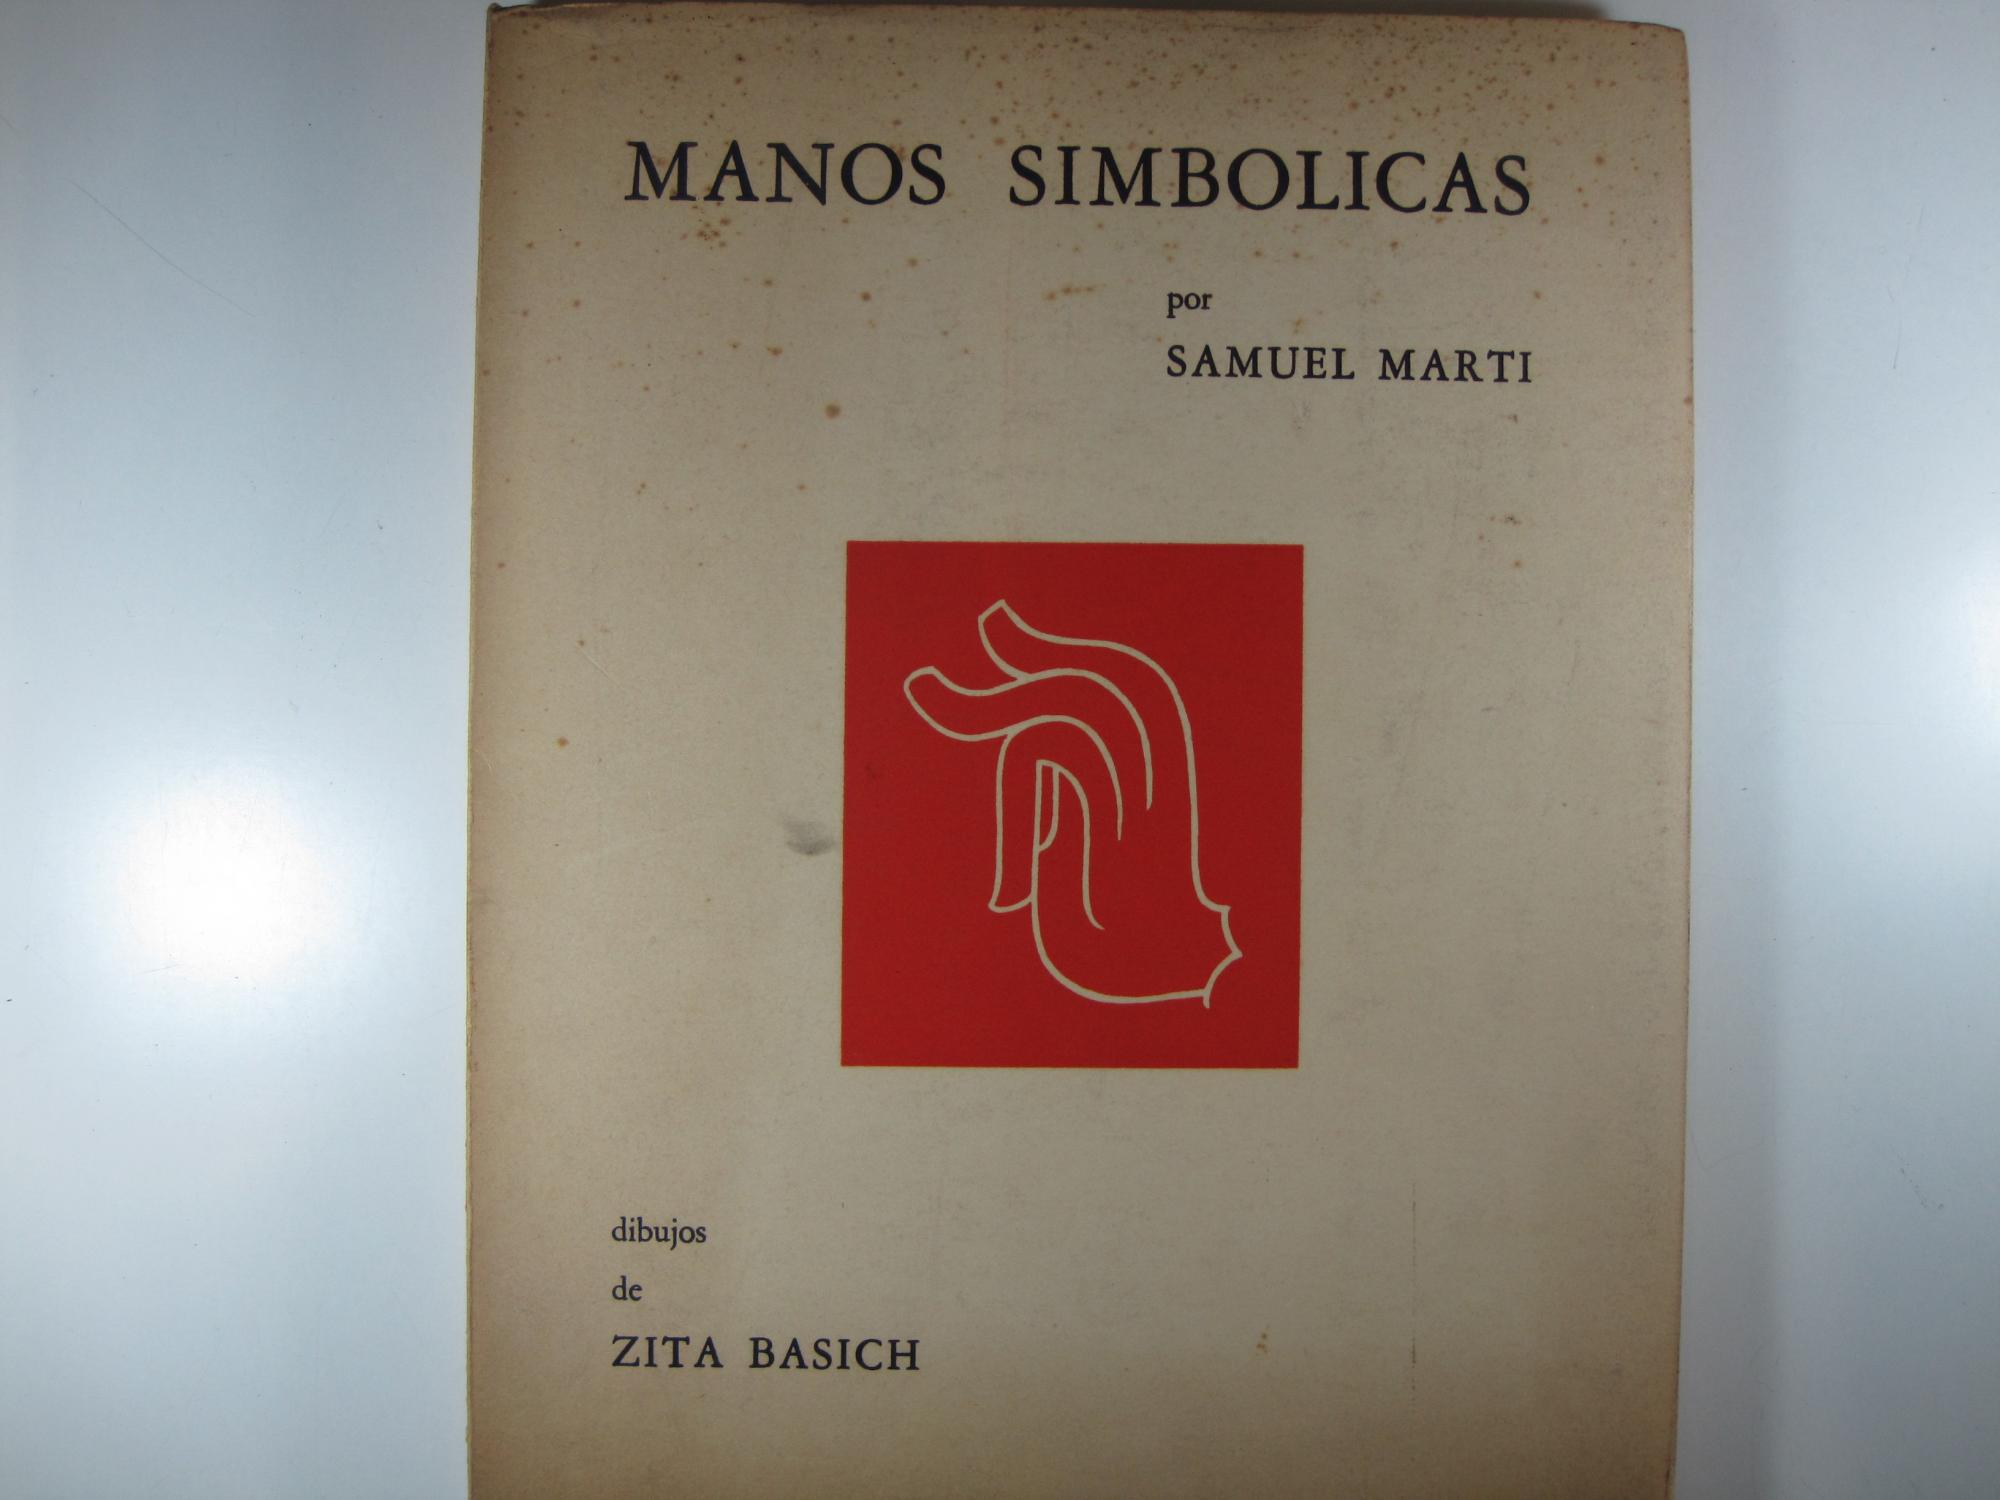 MANOS SIMBOLICAS
por
SAMUEL MARTI
dibujos
de
ZITA BASICH